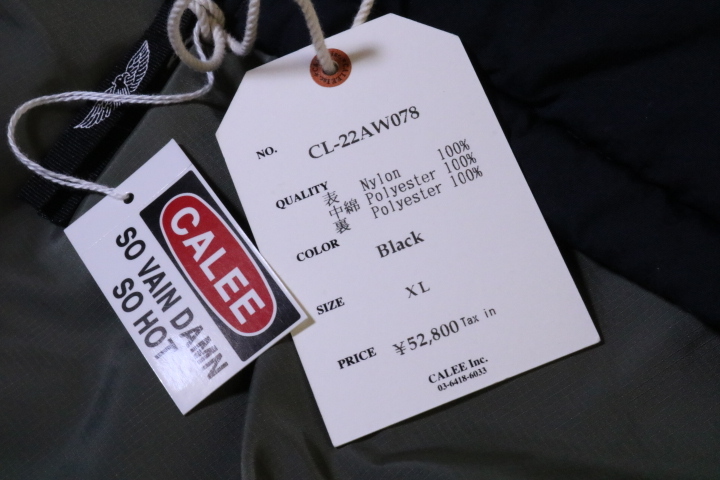 NO. CL-22AW078
QUALITY 表 Nylon 100%
中綿 Polyester 100%
裏 Polyester 100%
COLOR Black
SIZE XL
PRICE ¥52,800 Tax in
CALEE Inc.
03-6418-6033
CALEE
SO VAIN DAMN
SO HOT